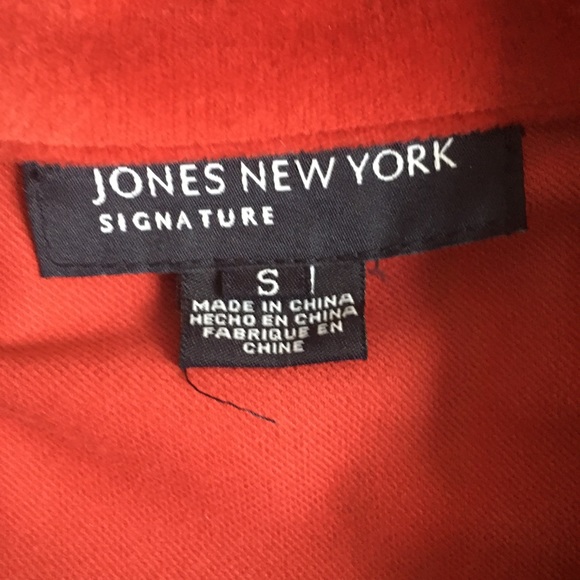 JONES NEW YORK
SIGNATURE
S
MADE IN CHINA
HECHO EN CHINA
FABRIQUE EN
CHINE